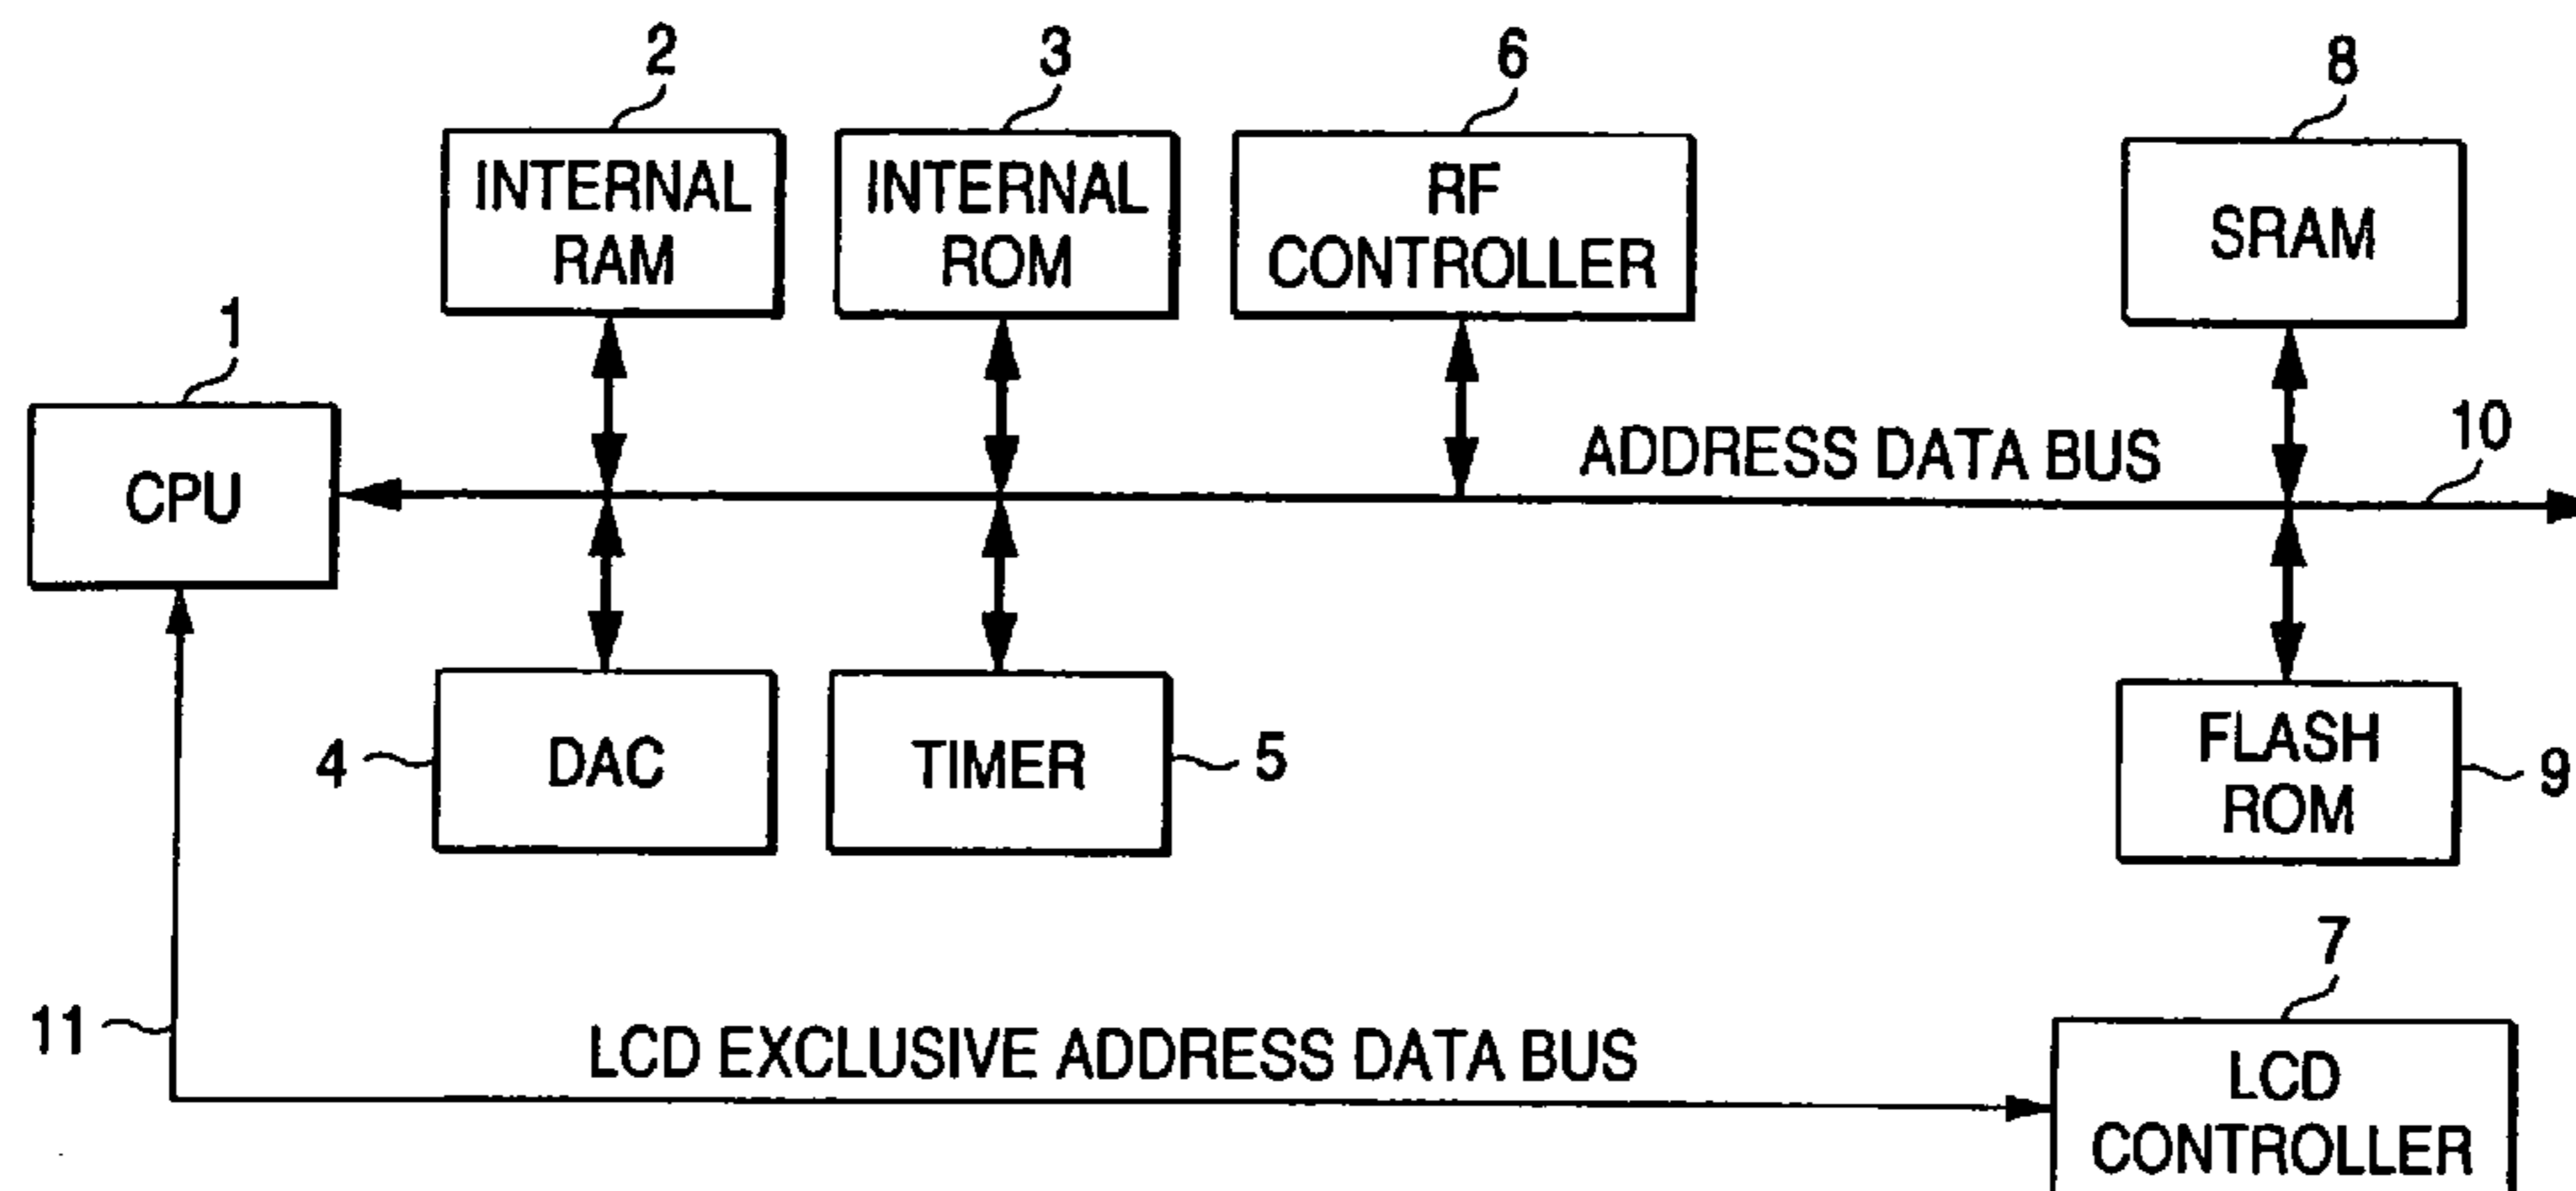 2
3
6
8
INTERNAL
RAM
INTERNAL
ROM
RF
CONTROLLER
SRAM
1
CPU
ADDRESS DATA BUS
10
4
DAC
TIMER
5
FLASH
ROM
9
7
11
LCD EXCLUSIVE ADDRESS DATA BUS
LCD
CONTROLLER